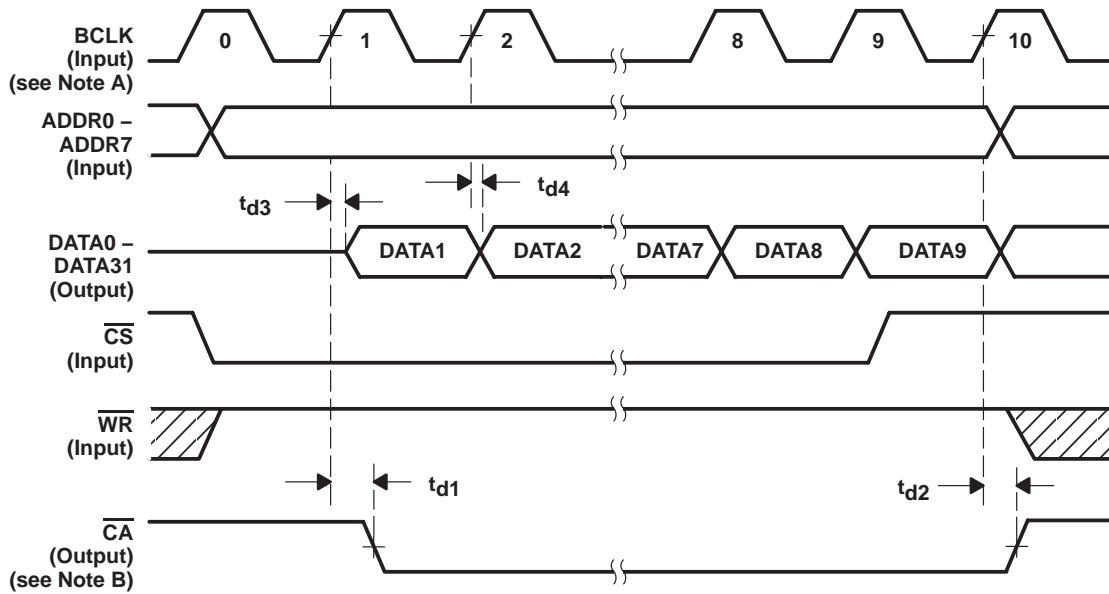 BCLK
(Input)
(see Note A)
0
1
2
8
9
10
ADDR0 –
ADDR7
(Input)
td3
td4
DATA0 –
DATA31
(Output)
DATA1
DATA2
DATA7
DATA8
DATA9
CS
(Input)
WR
(Input)
td1
td2
CA
(Output)
(see Note B)